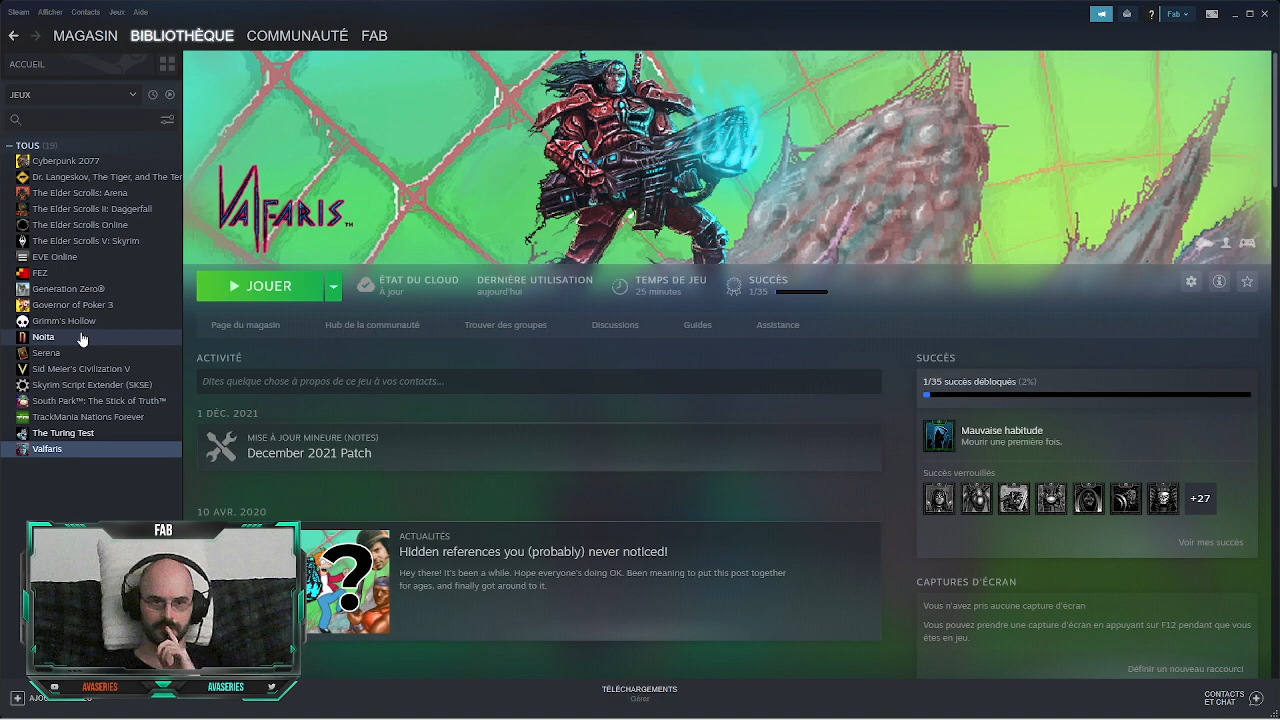 Steam Afficher Contacts Jeux Aide
? Fab
MAGASIN BIBLIOTHÈQUE COMMUNAUTÉ FAB
ACCUEIL
JEUX
TOUS (19)
Cyberpunk 2077
Dr. Langeskov, The Tiger, and The Ter
The Elder Scrolls: Arena
The Elder Scrolls II: Daggerfall
The Elder Scrolls Online
The Elder Scrolls V: Skyrim
EVE Online
FEZ
Generation Zero®
Governor of Poker 3
Grimm's Hollow
Noita
Serena
Sid Meier's Civilization V
Skyrim Script Extender (SKSE)
South Park™: The Stick of Truth™
TrackMania Nations Forever
The Turing Test
Valfaris
VALFARIS™
JOUER
ÉTAT DU CLOUD
À jour
DERNIÈRE UTILISATION
aujourd'hui
TEMPS DE JEU
25 minutes
SUCCÈS
1/35
Page du magasin Hub de la communauté Trouver des groupes Discussions Guides Assistance
ACTIVITÉ
Dites quelque chose à propos de ce jeu à vos contacts...
1 DÉC. 2021
MISE À JOUR MINEURE (NOTES)
December 2021 Patch
10 AVR. 2020
ACTUALITÉS
Hidden references you (probably) never noticed!
Hey there! It's been a while. Hope everyone's doing OK. Been meaning to put this post together
for ages, and finally got around to it.
?
SUCCÈS
1/35 succès débloqués (2%)
Mauvaise habitude
Mourir une première fois.
Succès verrouillés
+27
Voir mes succès
CAPTURES D'ÉCRAN
Vous n'avez pris aucune capture d'écran
Vous pouvez prendre une capture d'écran en appuyant sur F12 pendant que vous
êtes en jeu.
Définir un nouveau raccourci
FAB
AVASERIES AVASERIES
TÉLÉCHARGEMENTS
Gérer
CONTACTS
ET CHAT